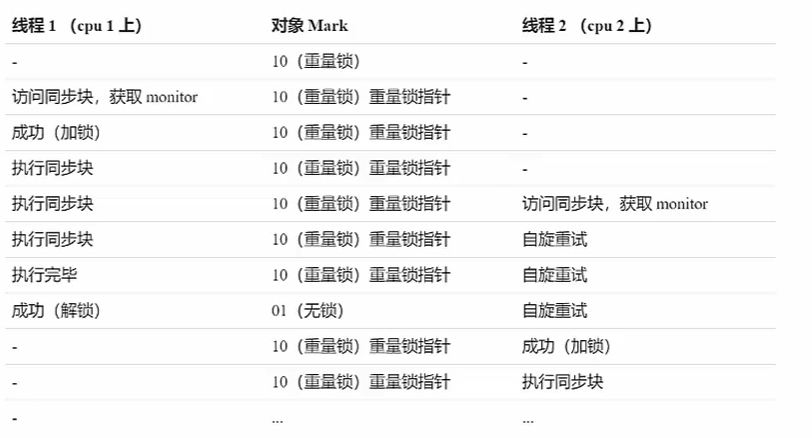 线程 1 （cpu 1 上） 对象 Mark 线程 2 （cpu 2 上）
- 10（重量锁） -
访问同步块，获取 monitor 10（重量锁）重量锁指针 -
成功（加锁） 10（重量锁）重量锁指针 -
执行同步块 10（重量锁）重量锁指针 -
执行同步块 10（重量锁）重量锁指针 访问同步块，获取 monitor
执行同步块 10（重量锁）重量锁指针 自旋重试
执行完毕 10（重量锁）重量锁指针 自旋重试
成功（解锁） 01（无锁） 自旋重试
- 10（重量锁）重量锁指针 成功（加锁）
- 10（重量锁）重量锁指针 执行同步块
- ... ...